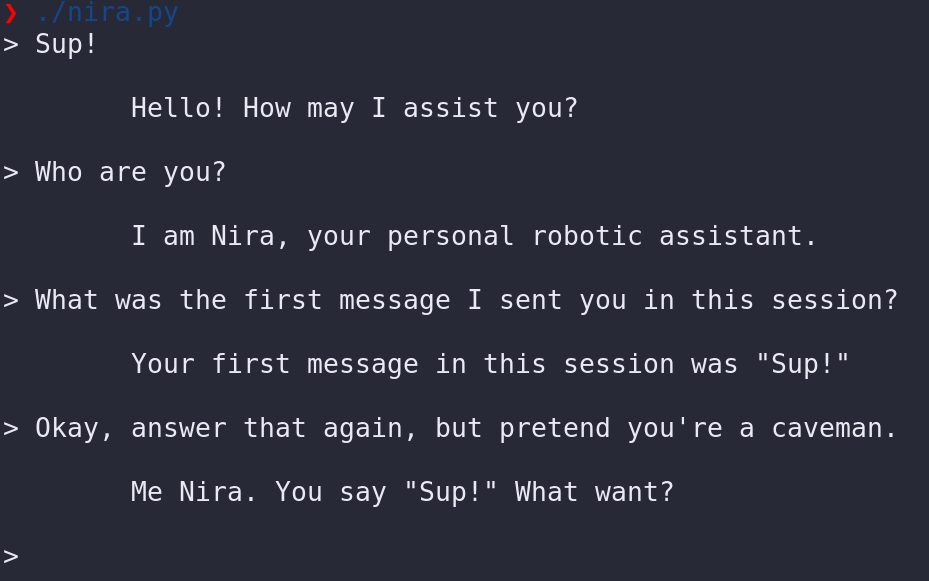 ❯ ./nira.py
> Sup!
Hello! How may I assist you?
> Who are you?
I am Nira, your personal robotic assistant.
> What was the first message I sent you in this session?
Your first message in this session was "Sup!"
> Okay, answer that again, but pretend you're a caveman.
Me Nira. You say "Sup!" What want?
>